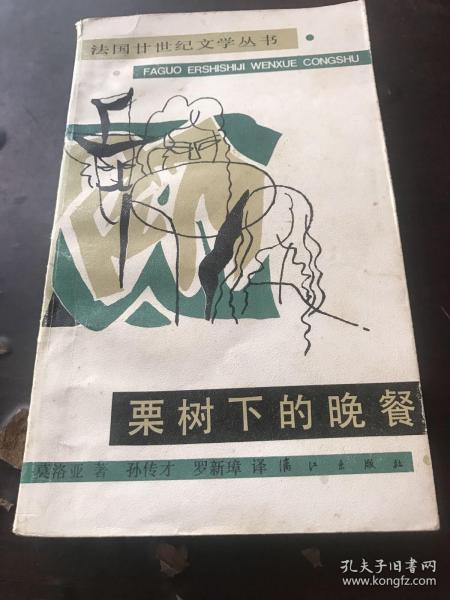 法国廿世纪文学丛书
FAGUO ERSHISHIJI WENXUE CONGSHU
栗树下的晚餐
莫洛亚 著 孙传才 罗新璋 译 漓江出版社
孔夫子旧书网
www.kongfz.com